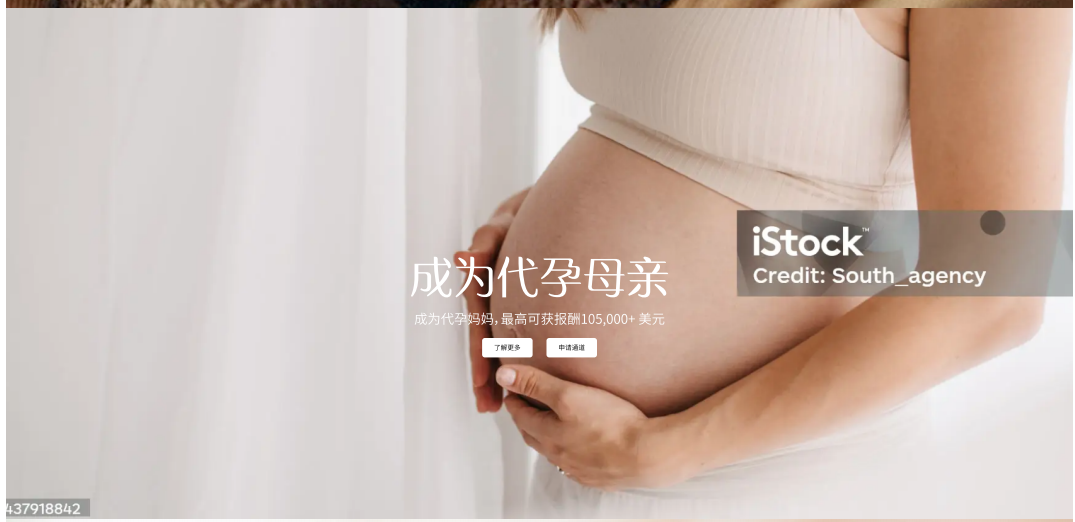 成为代孕母亲
iStock™
Credit: South_agency
成为代孕妈妈，最高可获报酬105,000+ 美元
了解更多 申请通道
437918842